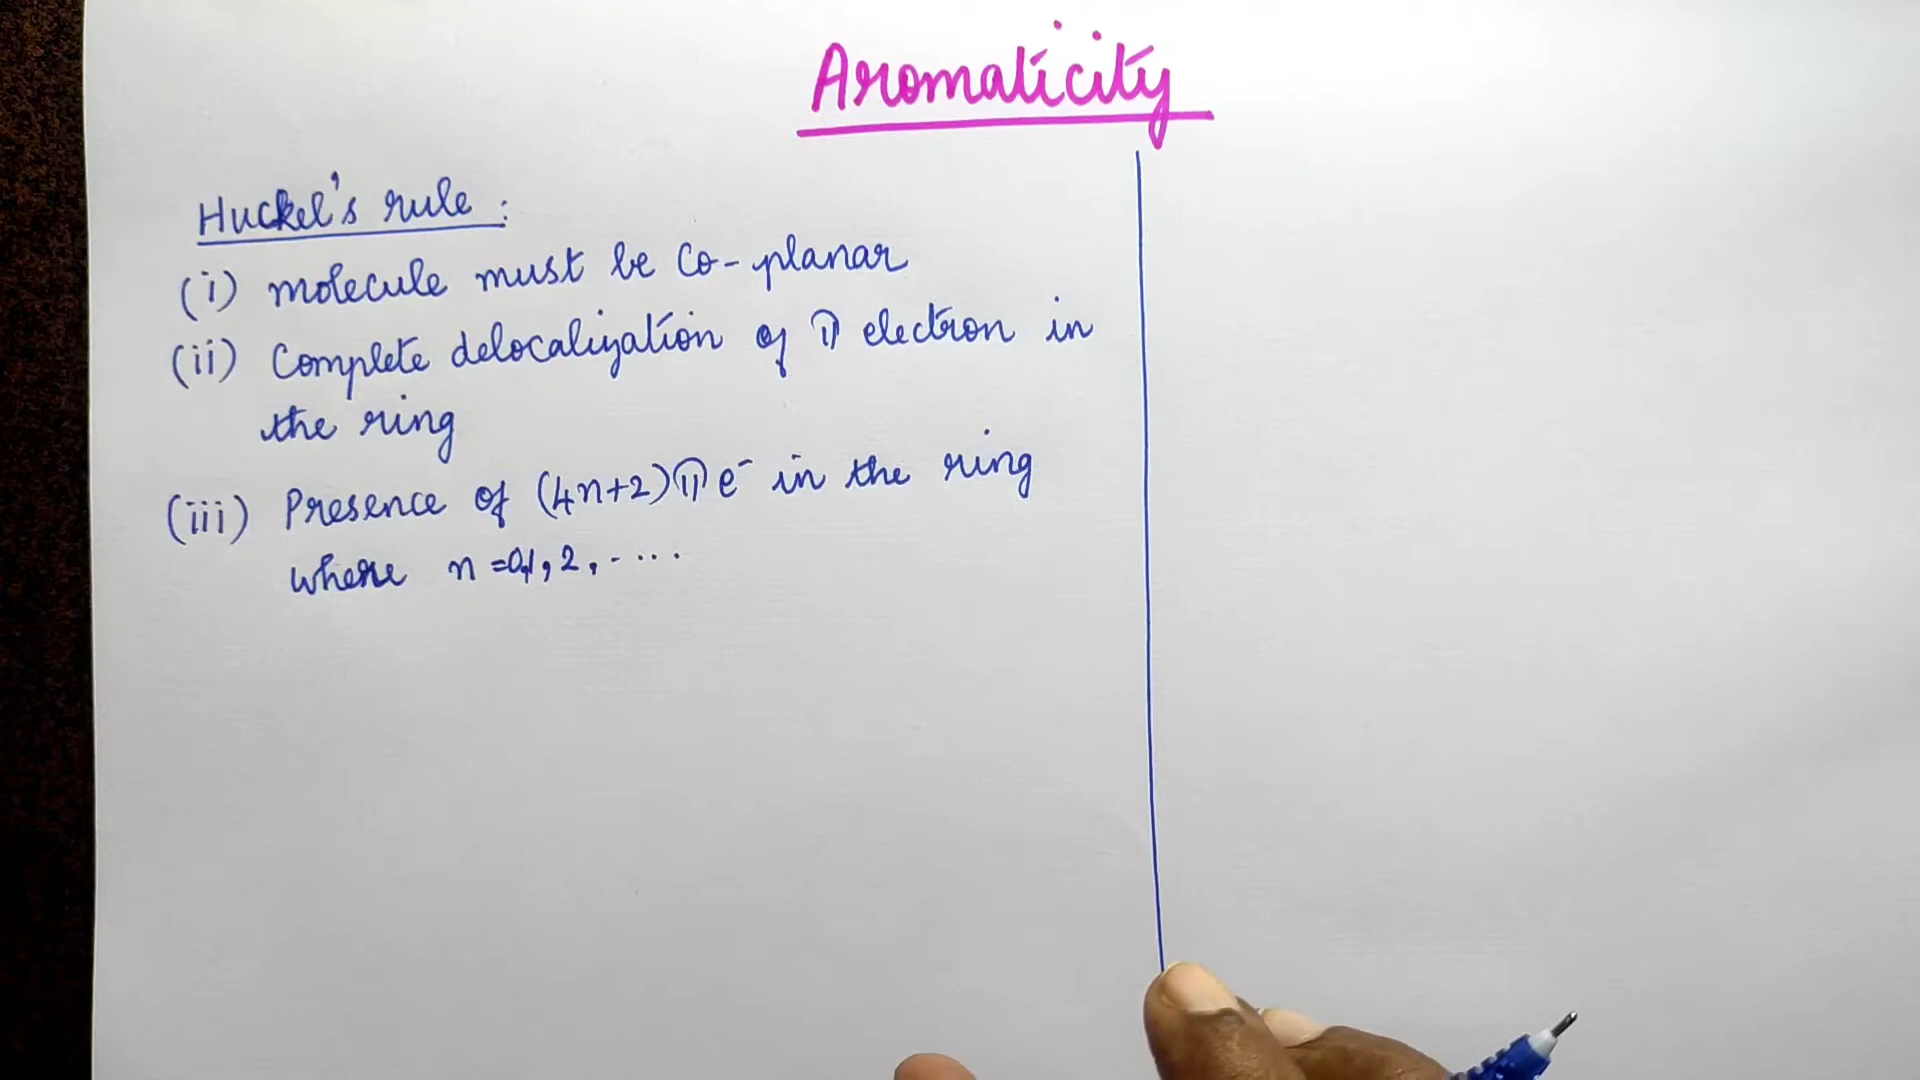 Aromaticity
Huckel's rule :
(i) molecule must be Co-planar
(ii) Complete delocalization of π electron in
the ring
(iii) Presence of (4n+2)π e⁻ in the ring
where n =0,1,2,.....